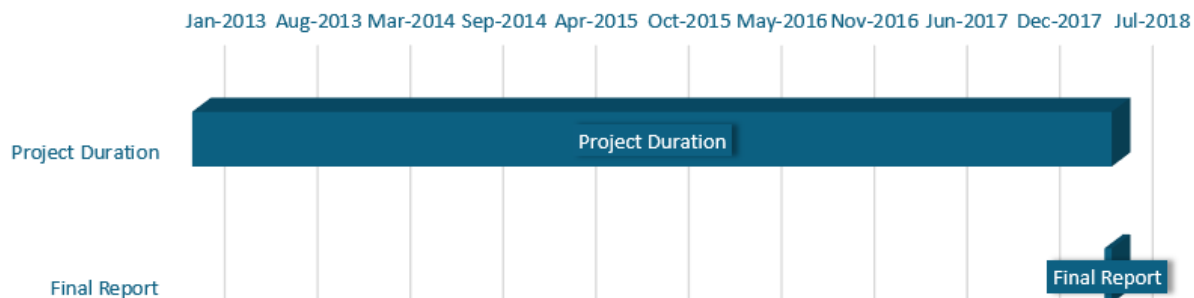 Jan-2013 Aug-2013 Mar-2014 Sep-2014 Apr-2015 Oct-2015 May-2016 Nov-2016 Jun-2017 Dec-2017 Jul-2018
Project Duration Project Duration
Final Report Final Report